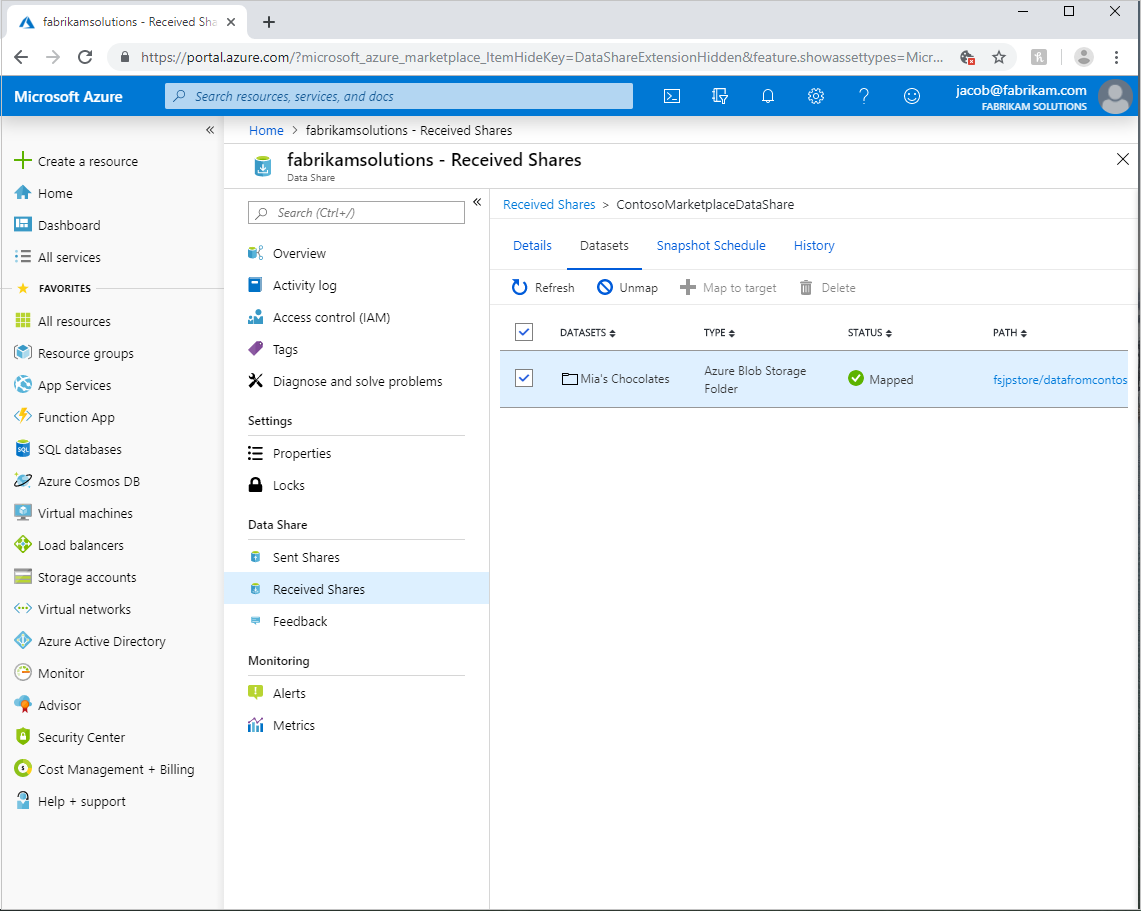 fabrikamsolutions - Received Sha
https://portal.azure.com/?microsoft_azure_marketplace_ItemHideKey=DataShareExtensionHidden&feature.showassettypes=Micr...
Microsoft Azure
Search resources, services, and docs
jacob@fabrikam.com
FABRIKAM SOLUTIONS
Create a resource
Home
Dashboard
All services
FAVORITES
All resources
Resource groups
App Services
Function App
SQL databases
Azure Cosmos DB
Virtual machines
Load balancers
Storage accounts
Virtual networks
Azure Active Directory
Monitor
Advisor
Security Center
Cost Management + Billing
Help + support
Home > fabrikamsolutions - Received Shares
fabrikamsolutions - Received Shares
Data Share
Search (Ctrl+/)
Overview
Activity log
Access control (IAM)
Tags
Diagnose and solve problems
Settings
Properties
Locks
Data Share
Sent Shares
Received Shares
Feedback
Monitoring
Alerts
Metrics
Received Shares > ContosoMarketplaceDataShare
Details Datasets Snapshot Schedule History
Refresh Unmap Map to target Delete
DATASETS TYPE STATUS PATH
Mia's Chocolates
Azure Blob Storage
Folder
Mapped
fsjpstore/datafromcontos